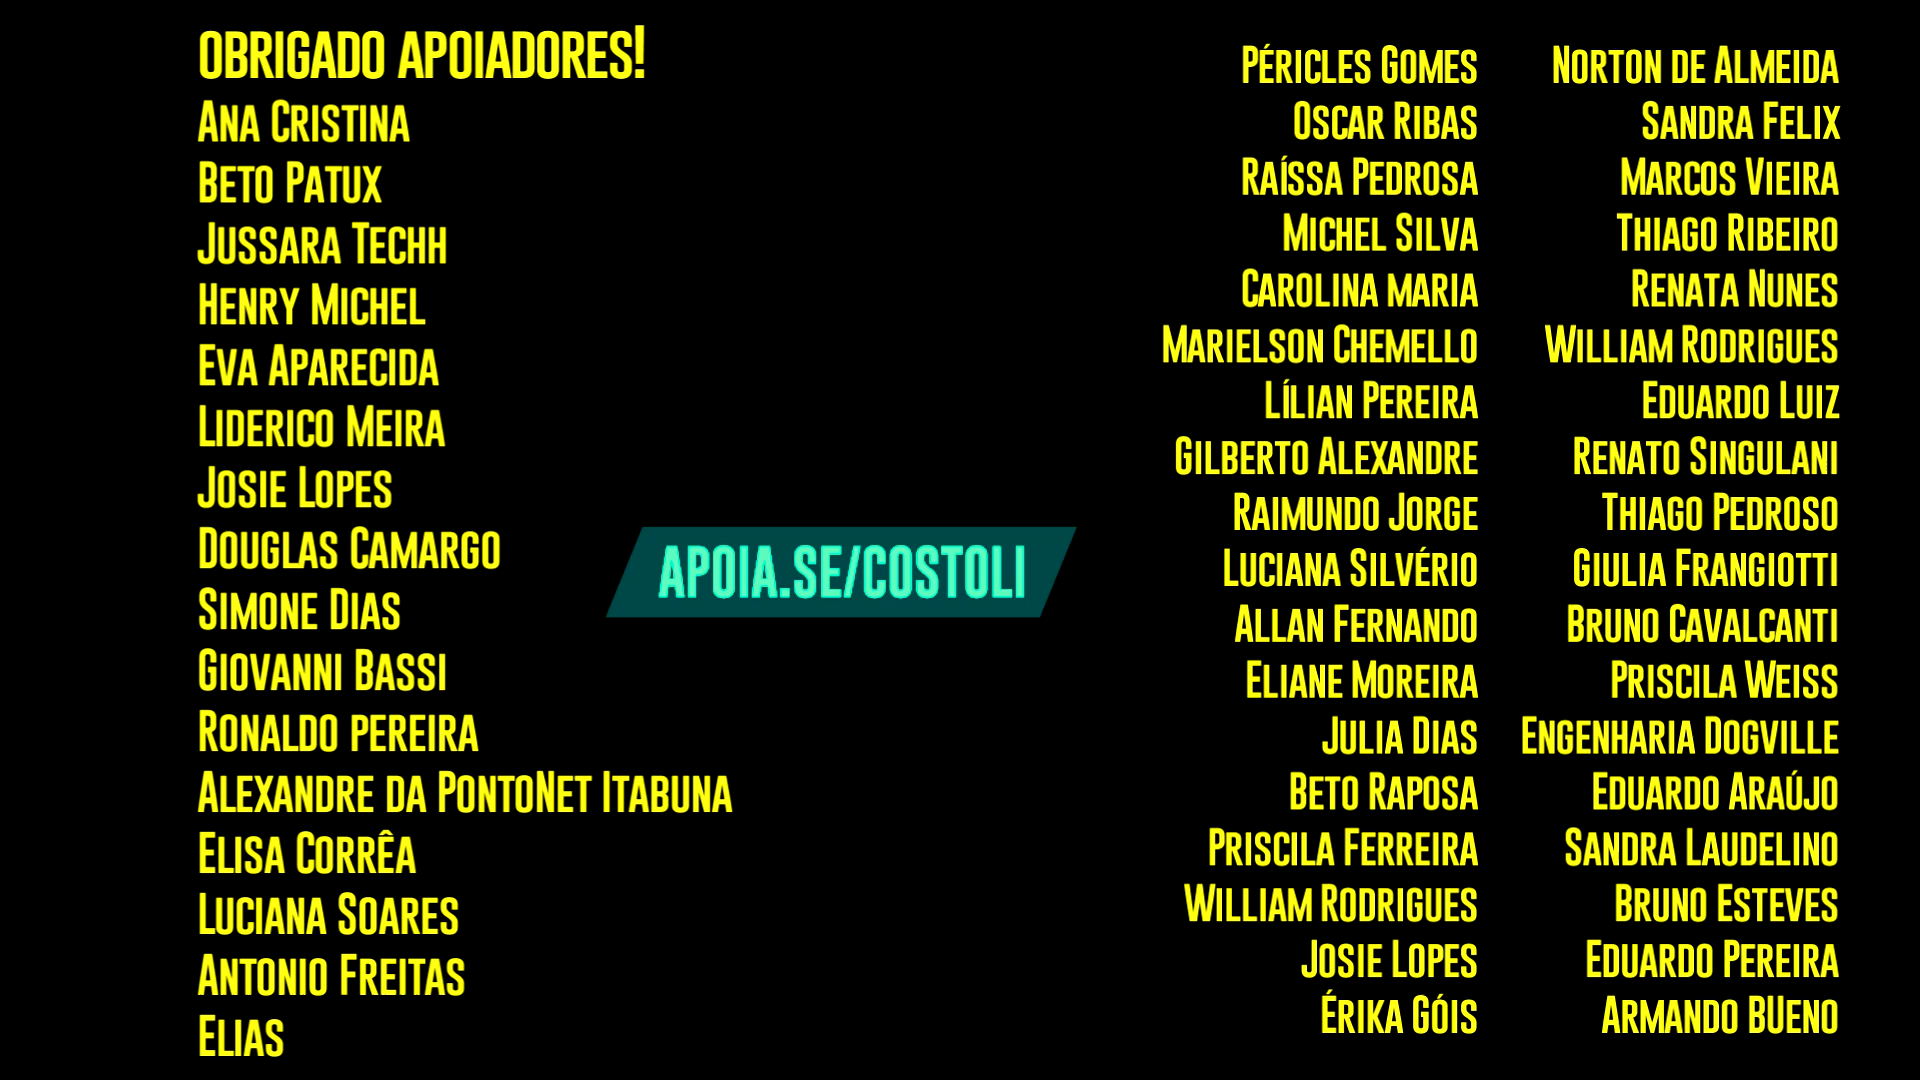 OBRIGADO APOIADORES!
Ana Cristina
Beto Patux
Jussara Techh
Henry Michel
Eva Aparecida
Liderico Meira
Josie Lopes
Douglas Camargo
Simone Dias
Giovanni Bassi
Ronaldo pereira
Alexandre da PontoNet Itabuna
Elisa Corrêa
Luciana Soares
Antonio Freitas
Elias
APOIA.SE/COSTOLI
Péricles Gomes
Oscar Ribas
Raíssa Pedrosa
Michel Silva
Carolina maria
Marielson Chemello
Lílian Pereira
Gilberto Alexandre
Raimundo Jorge
Luciana Silvério
Allan Fernando
Eliane Moreira
Julia Dias
Beto Raposa
Priscila Ferreira
William Rodrigues
Josie Lopes
Érika Góis
Norton de Almeida
Sandra Felix
Marcos Vieira
Thiago Ribeiro
Renata Nunes
William Rodrigues
Eduardo Luiz
Renato Singulani
Thiago Pedroso
Giulia Frangiotti
Bruno Cavalcanti
Priscila Weiss
Engenharia Dogville
Eduardo Araújo
Sandra Laudelino
Bruno Esteves
Eduardo Pereira
Armando BUeno